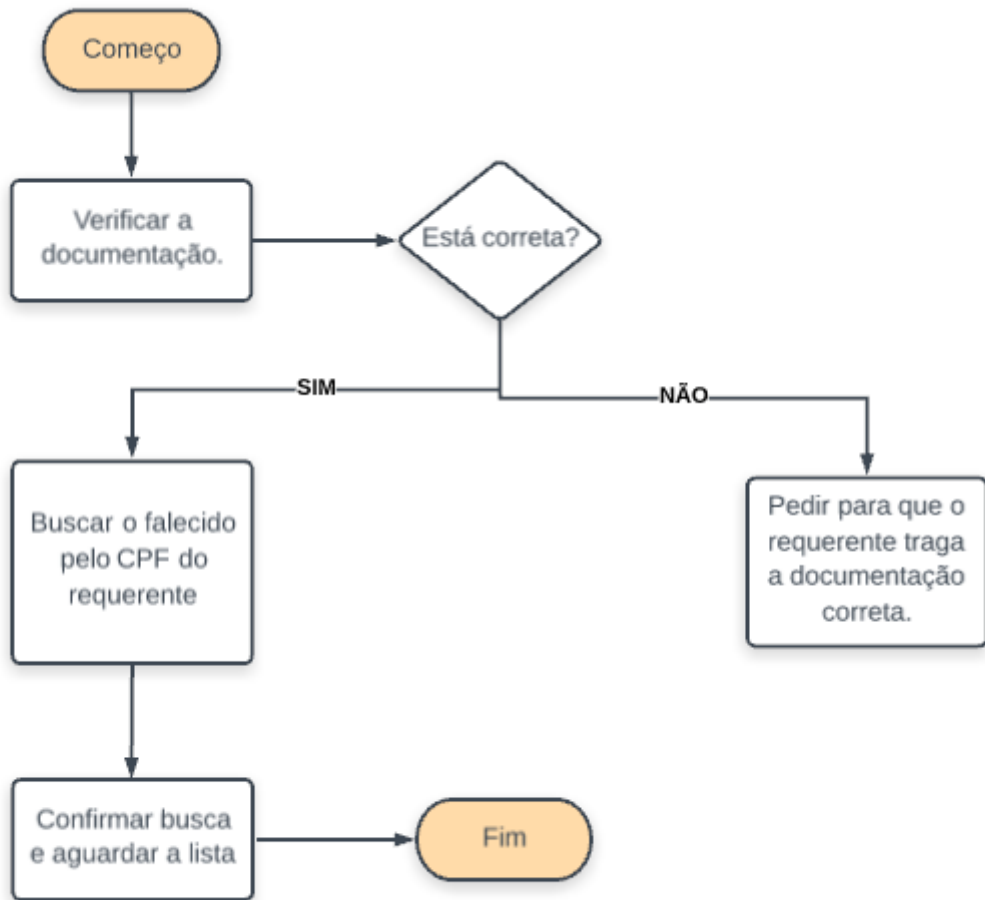 Começo
Verificar a
documentação.
Está correta?
SIM
NÃO
Buscar o falecido
pelo CPF do
requerente
Pedir para que o
requerente traga
a documentação
correta.
Confirmar busca
e aguardar a lista
Fim